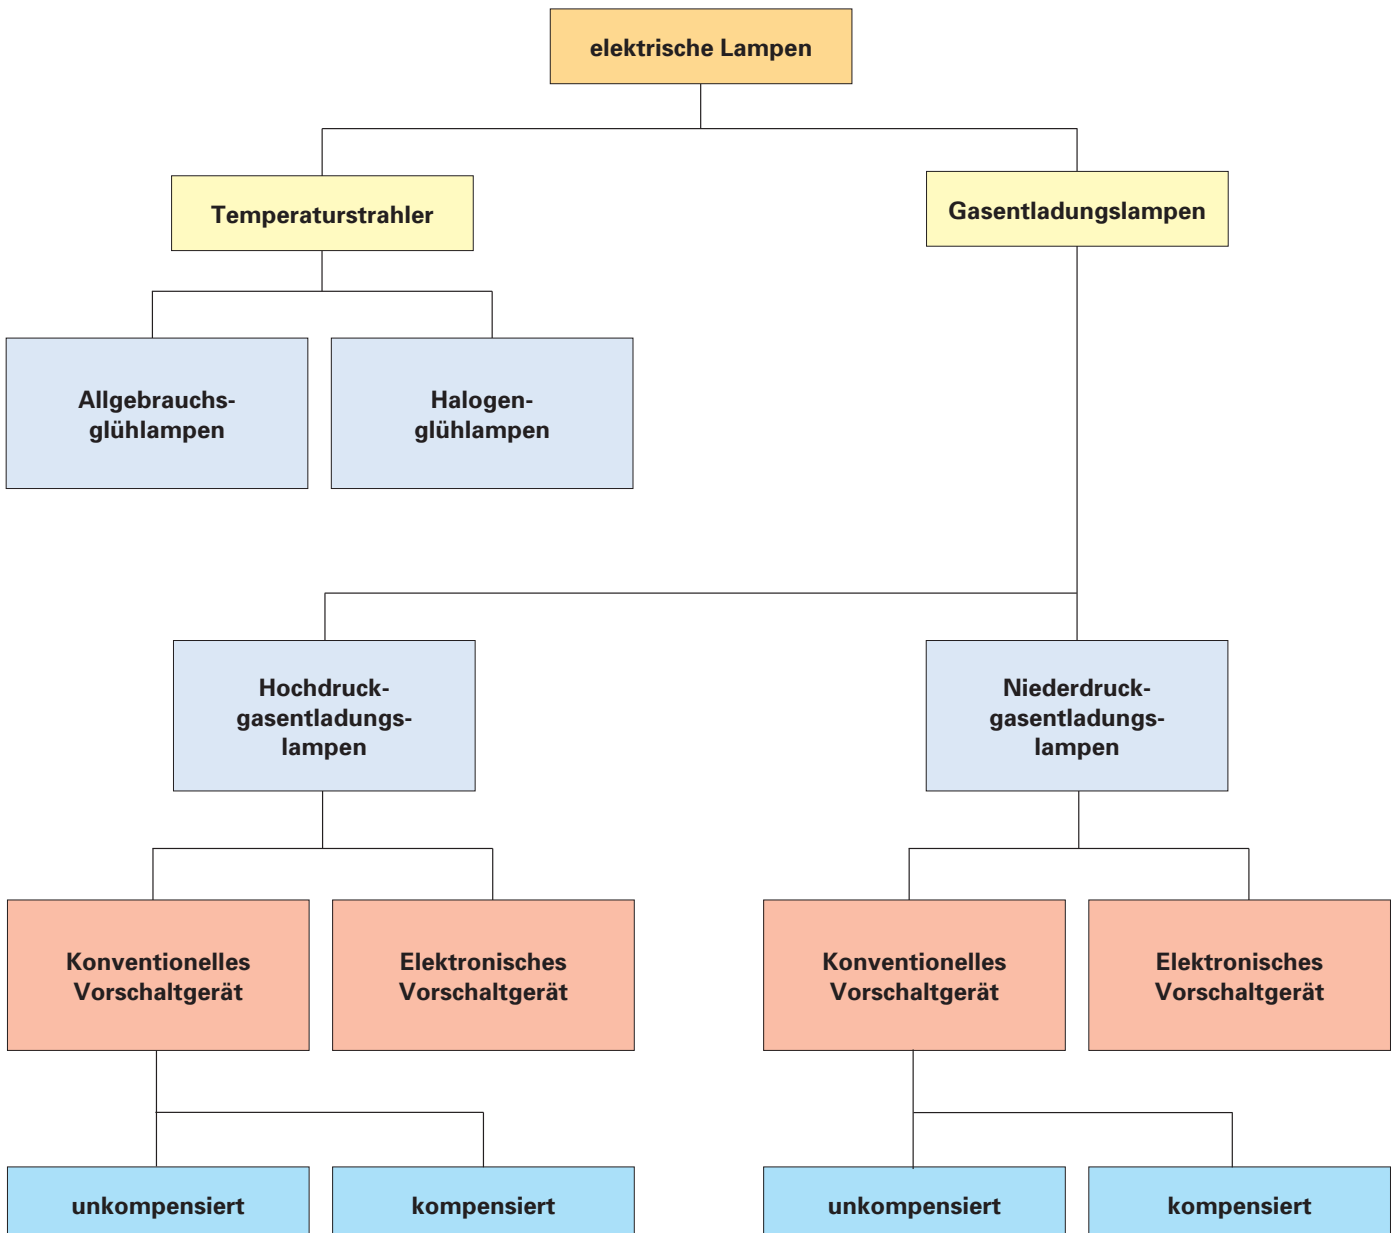 elektrische Lampen
Temperaturstrahler
Gasentladungslampen
Allgebrauchs-
glühlampen
Halogen-
glühlampen
Hochdruck-
gasentladungs-
lampen
Niederdruck-
gasentladungs-
lampen
Konventionelles
Vorschaltgerät
Elektronisches
Vorschaltgerät
Konventionelles
Vorschaltgerät
Elektronisches
Vorschaltgerät
unkompensiert
kompensiert
unkompensiert
kompensiert